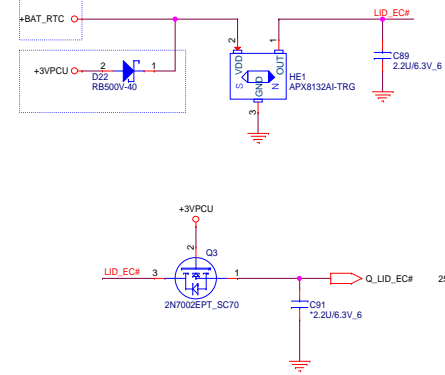 +BAT_RTC
LID_EC#
2
1
VDD
OUT
GND
S
N
3
HE1
APX8132AI-TRG
C89
2.2U/6.3V_6
+3VPCU
2
1
D22
RB500V-40
+3VPCU
2
Q3
LID_EC#
3
1
2N7002EPT_SC70
Q_LID_EC#
25
C91
*2.2U/6.3V_6